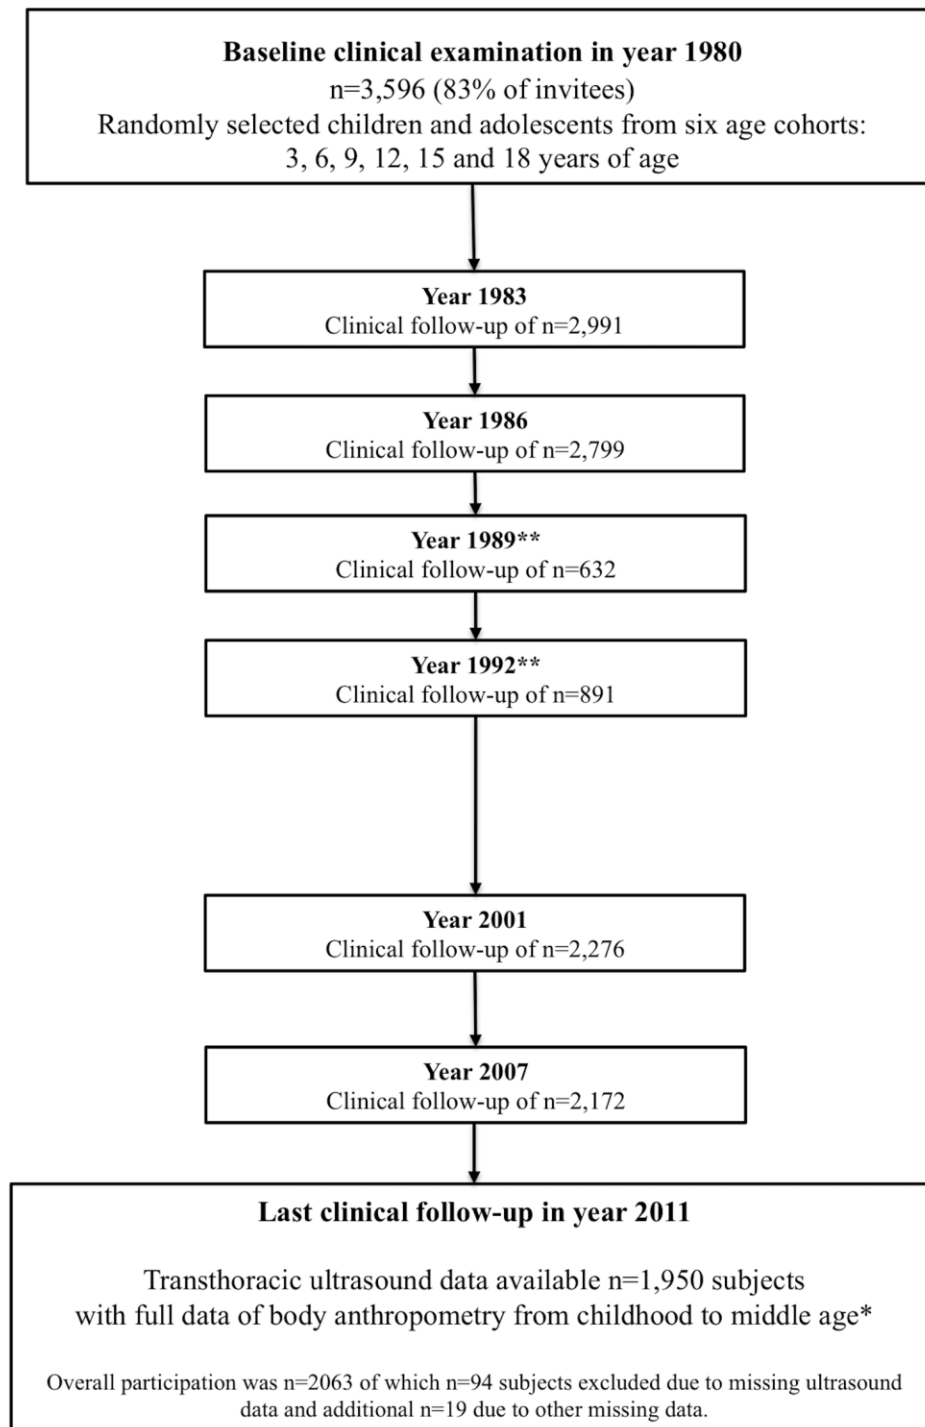 Baseline clinical examination in year 1980
n=3,596 (83% of invitees)
Randomly selected children and adolescents from six age cohorts:
3, 6, 9, 12, 15 and 18 years of age
Year 1983
Clinical follow-up of n=2,991
Year 1986
Clinical follow-up of n=2,799
Year 1989**
Clinical follow-up of n=632
Year 1992**
Clinical follow-up of n=891
Year 2001
Clinical follow-up of n=2,276
Year 2007
Clinical follow-up of n=2,172
Last clinical follow-up in year 2011
Transthoracic ultrasound data available n=1,950 subjects
with full data of body anthropometry from childhood to middle age*
Overall participation was n=2063 of which n=94 subjects excluded due to missing ultrasound
data and additional n=19 due to other missing data.